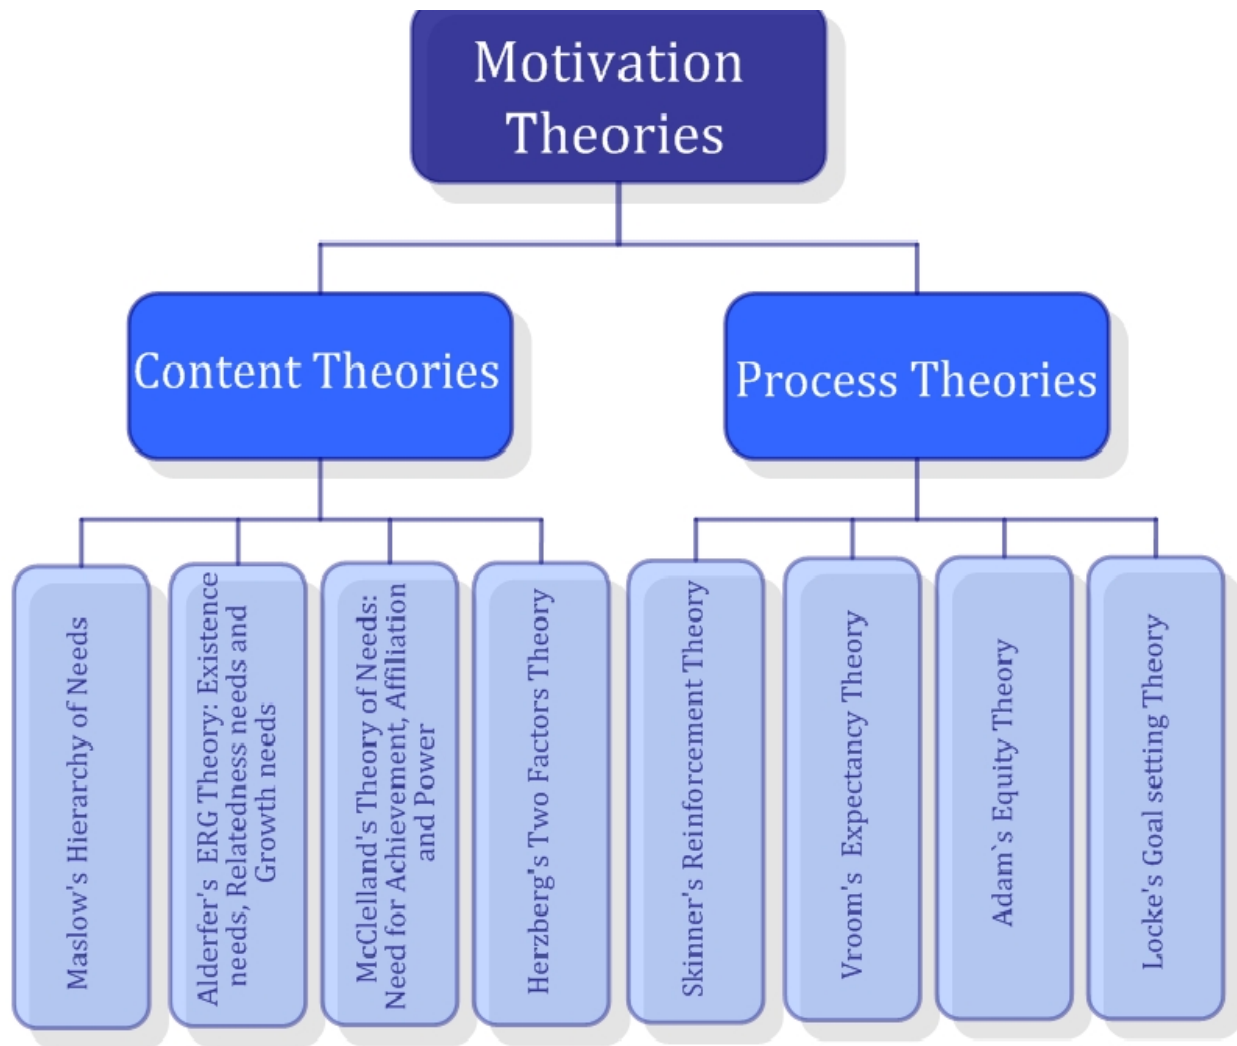 Motivation
Theories
Content Theories
Process Theories
Maslow's Hierarchy of Needs
Alderfer's ERG Theory: Existence
needs, Relatedness needs and
Growth needs
McClelland's Theory of Needs:
Need for Achievement, Affiliation
and Power
Herzberg's Two Factors Theory
Skinner's Reinforcement Theory
Vroom's Expectancy Theory
Adam`s Equity Theory
Locke's Goal setting Theory